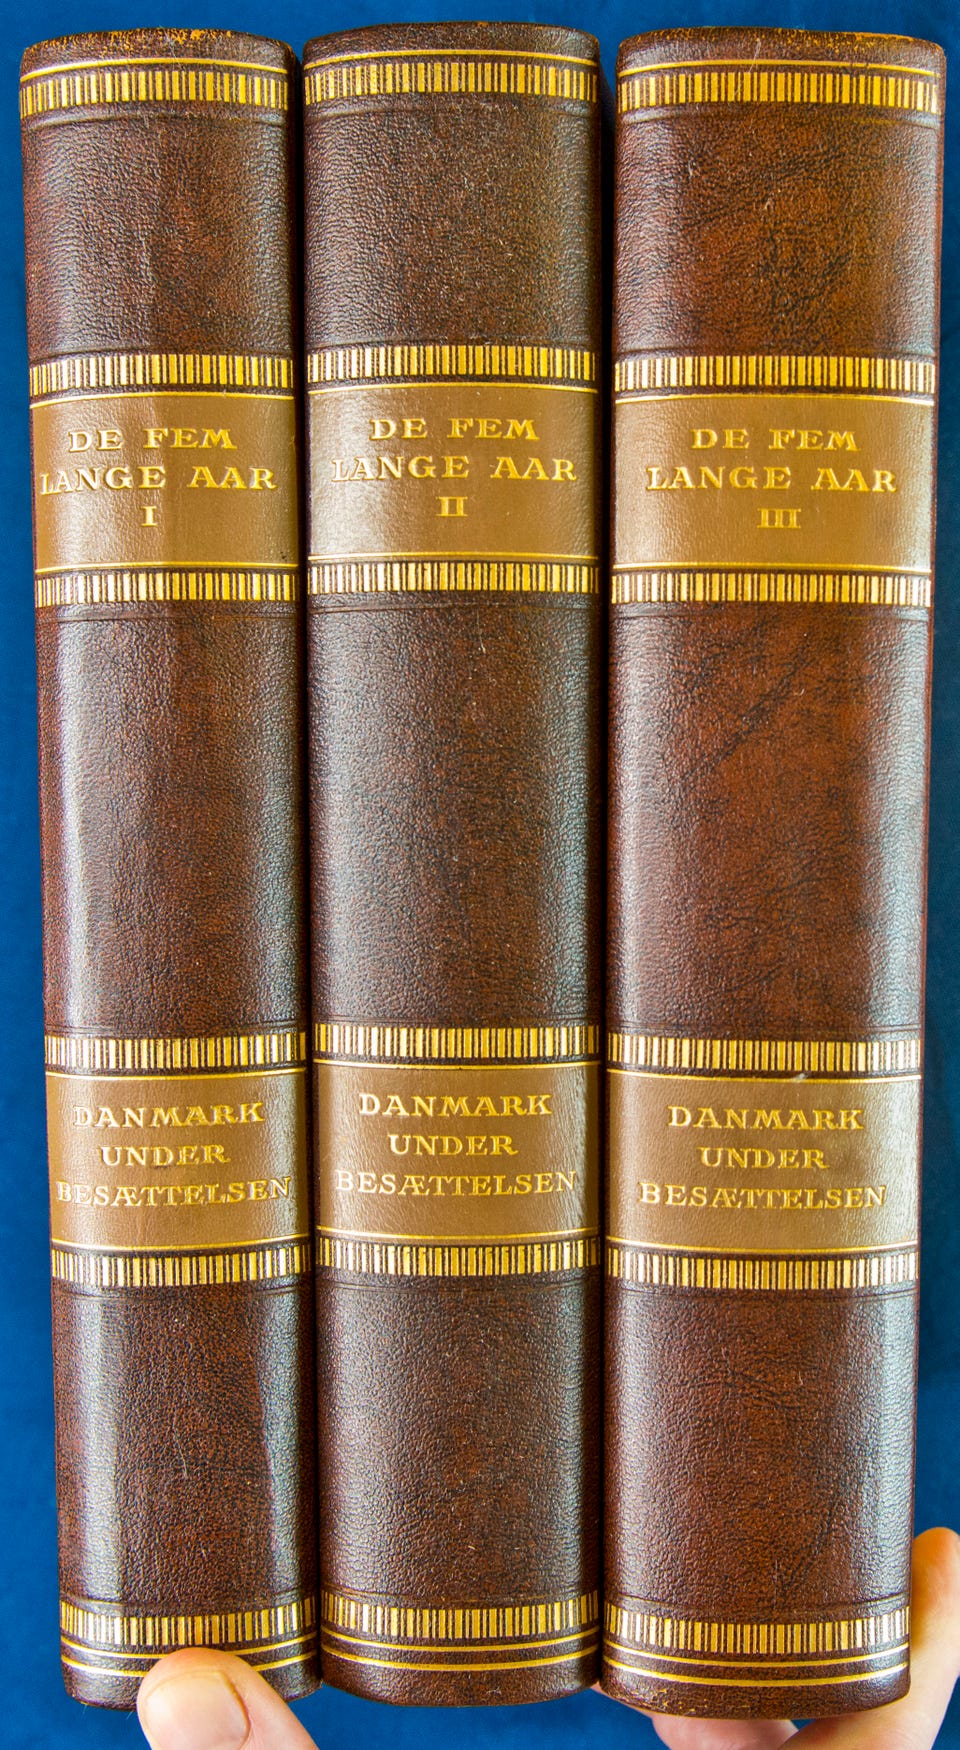 DE FEM
LANGE AAR
I
DANMARK
UNDER
BESÆTTELSEN
DE FEM
LANGE AAR
II
DANMARK
UNDER
BESÆTTELSEN
DE FEM
LANGE AAR
III
DANMARK
UNDER
BESÆTTELSEN